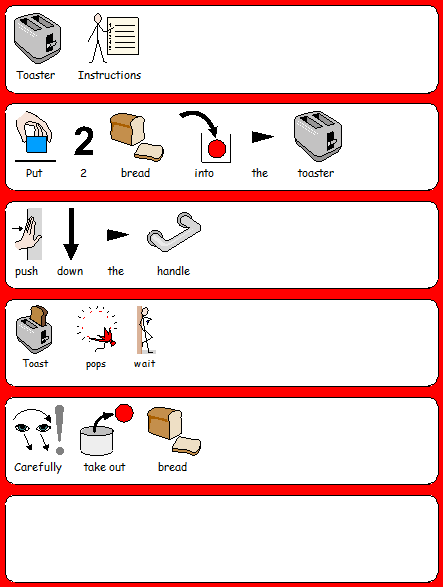 Toaster Instructions
Put 2 2 bread into the toaster
push down the handle
Toast pops wait
Carefully take out bread